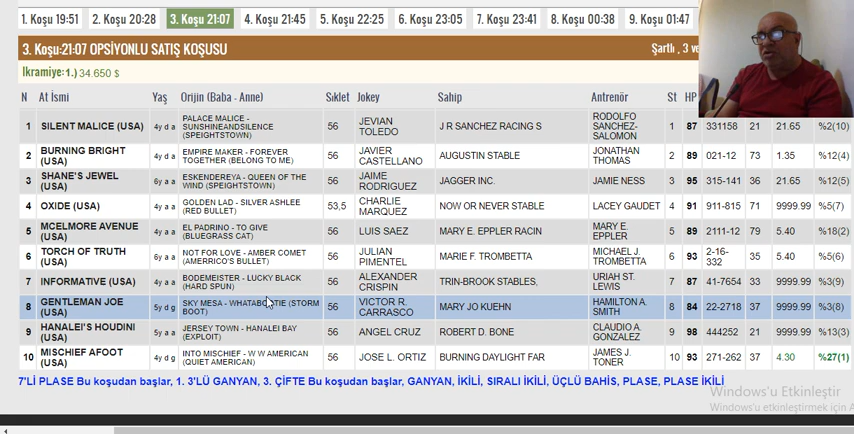 1. Koşu 19:51 2. Koşu 20:28 3. Koşu 21:07 4. Koşu 21:45 5. Koşu 22:25 6. Koşu 23:05 7. Koşu 23:41 8. Koşu 00:38 9. Koşu 01:47
3. Koşu:21:07 OPSİYONLU SATIŞ KOŞUSU Şartlı , 3 ve
İkramiye:1.) 34.650 $
N At İsmi Yaş Orijin (Baba - Anne) Sıklet Jokey Sahip Antrenör St HP
1 SILENT MALICE (USA) 4y d a PALACE MALICE - SUNSHINEANDSILENCE (SPEIGHTSTOWN) 56 JEVIAN TOLEDO J R SANCHEZ RACING S RODOLFO SANCHEZ-SALOMON 1 87 331158 21 21.65 %2(10)
2 BURNING BRIGHT (USA) 4y d a EMPIRE MAKER - FOREVER TOGETHER (BELONG TO ME) 56 JAVIER CASTELLANO AUGUSTIN STABLE JONATHAN THOMAS 2 89 021-12 73 1.35 %12(4)
3 SHANE'S JEWEL (USA) 6y a a ESKENDEREYA - QUEEN OF THE WIND (SPEIGHTSTOWN) 56 JAIME RODRIGUEZ JAGGER INC. JAMIE NESS 3 95 315-141 36 21.65 %12(5)
4 OXIDE (USA) 4y a a GOLDEN LAD - SILVER ASHLEE (RED BULLET) 53,5 CHARLIE MARQUEZ NOW OR NEVER STABLE LACEY GAUDET 4 91 911-815 71 9999.99 %5(7)
5 MCELMORE AVENUE (USA) 4y a a EL PADRINO - TO GIVE (BLUEGRASS CAT) 56 LUIS SAEZ MARY E. EPPLER RACIN MARY E. EPPLER 5 89 2111-12 79 5.40 %18(2)
6 TORCH OF TRUTH (USA) 6y a a NOT FOR LOVE - AMBER COMET (AMERRICO'S BULLET) 56 JULIAN PIMENTEL MARIE F. TROMBETTA MICHAEL J. TROMBETTA 6 93 2-16-332 35 5.40 %5(6)
7 INFORMATIVE (USA) 4y a a BODEMEISTER - LUCKY BLACK (HARD SPUN) 56 ALEXANDER CRISPIN TRIN-BROOK STABLES, URIAH ST. LEWIS 7 87 41-7654 33 9999.99 %3(9)
8 GENTLEMAN JOE (USA) 5y d g SKY MESA - (STORM BOOT) 56 VICTOR R. CARRASCO MARY JO KUEHN HAMILTON A. SMITH 8 84 22-2718 37 9999.99 %3(8)
9 HANALEI'S HOUDINI (USA) 5y a a JERSEY TOWN - HANALEI BAY (EXPLOIT) 56 ANGEL CRUZ ROBERT D. BONE CLAUDIO A. GONZALEZ 9 98 444252 21 9999.99 %13(3)
10 MISCHIEF AFOOT (USA) 4y d g INTO MISCHIEF - W W AMERICAN (QUIET AMERICAN) 56 JOSE L. ORTIZ BURNING DAYLIGHT FAR JAMES J. TONER 10 93 271-262 37 4.30 %27(1)
7'Lİ PLASE Bu koşudan başlar, 1. 3'LÜ GANYAN, 3. ÇİFTE Bu koşudan başlar, GANYAN, İKİLİ, SIRALI İKİLİ, ÜÇLÜ BAHİS, PLASE, PLASE İKİLİ
Windows'u Etkinleştir
Windows'u etkinleştirmek için A